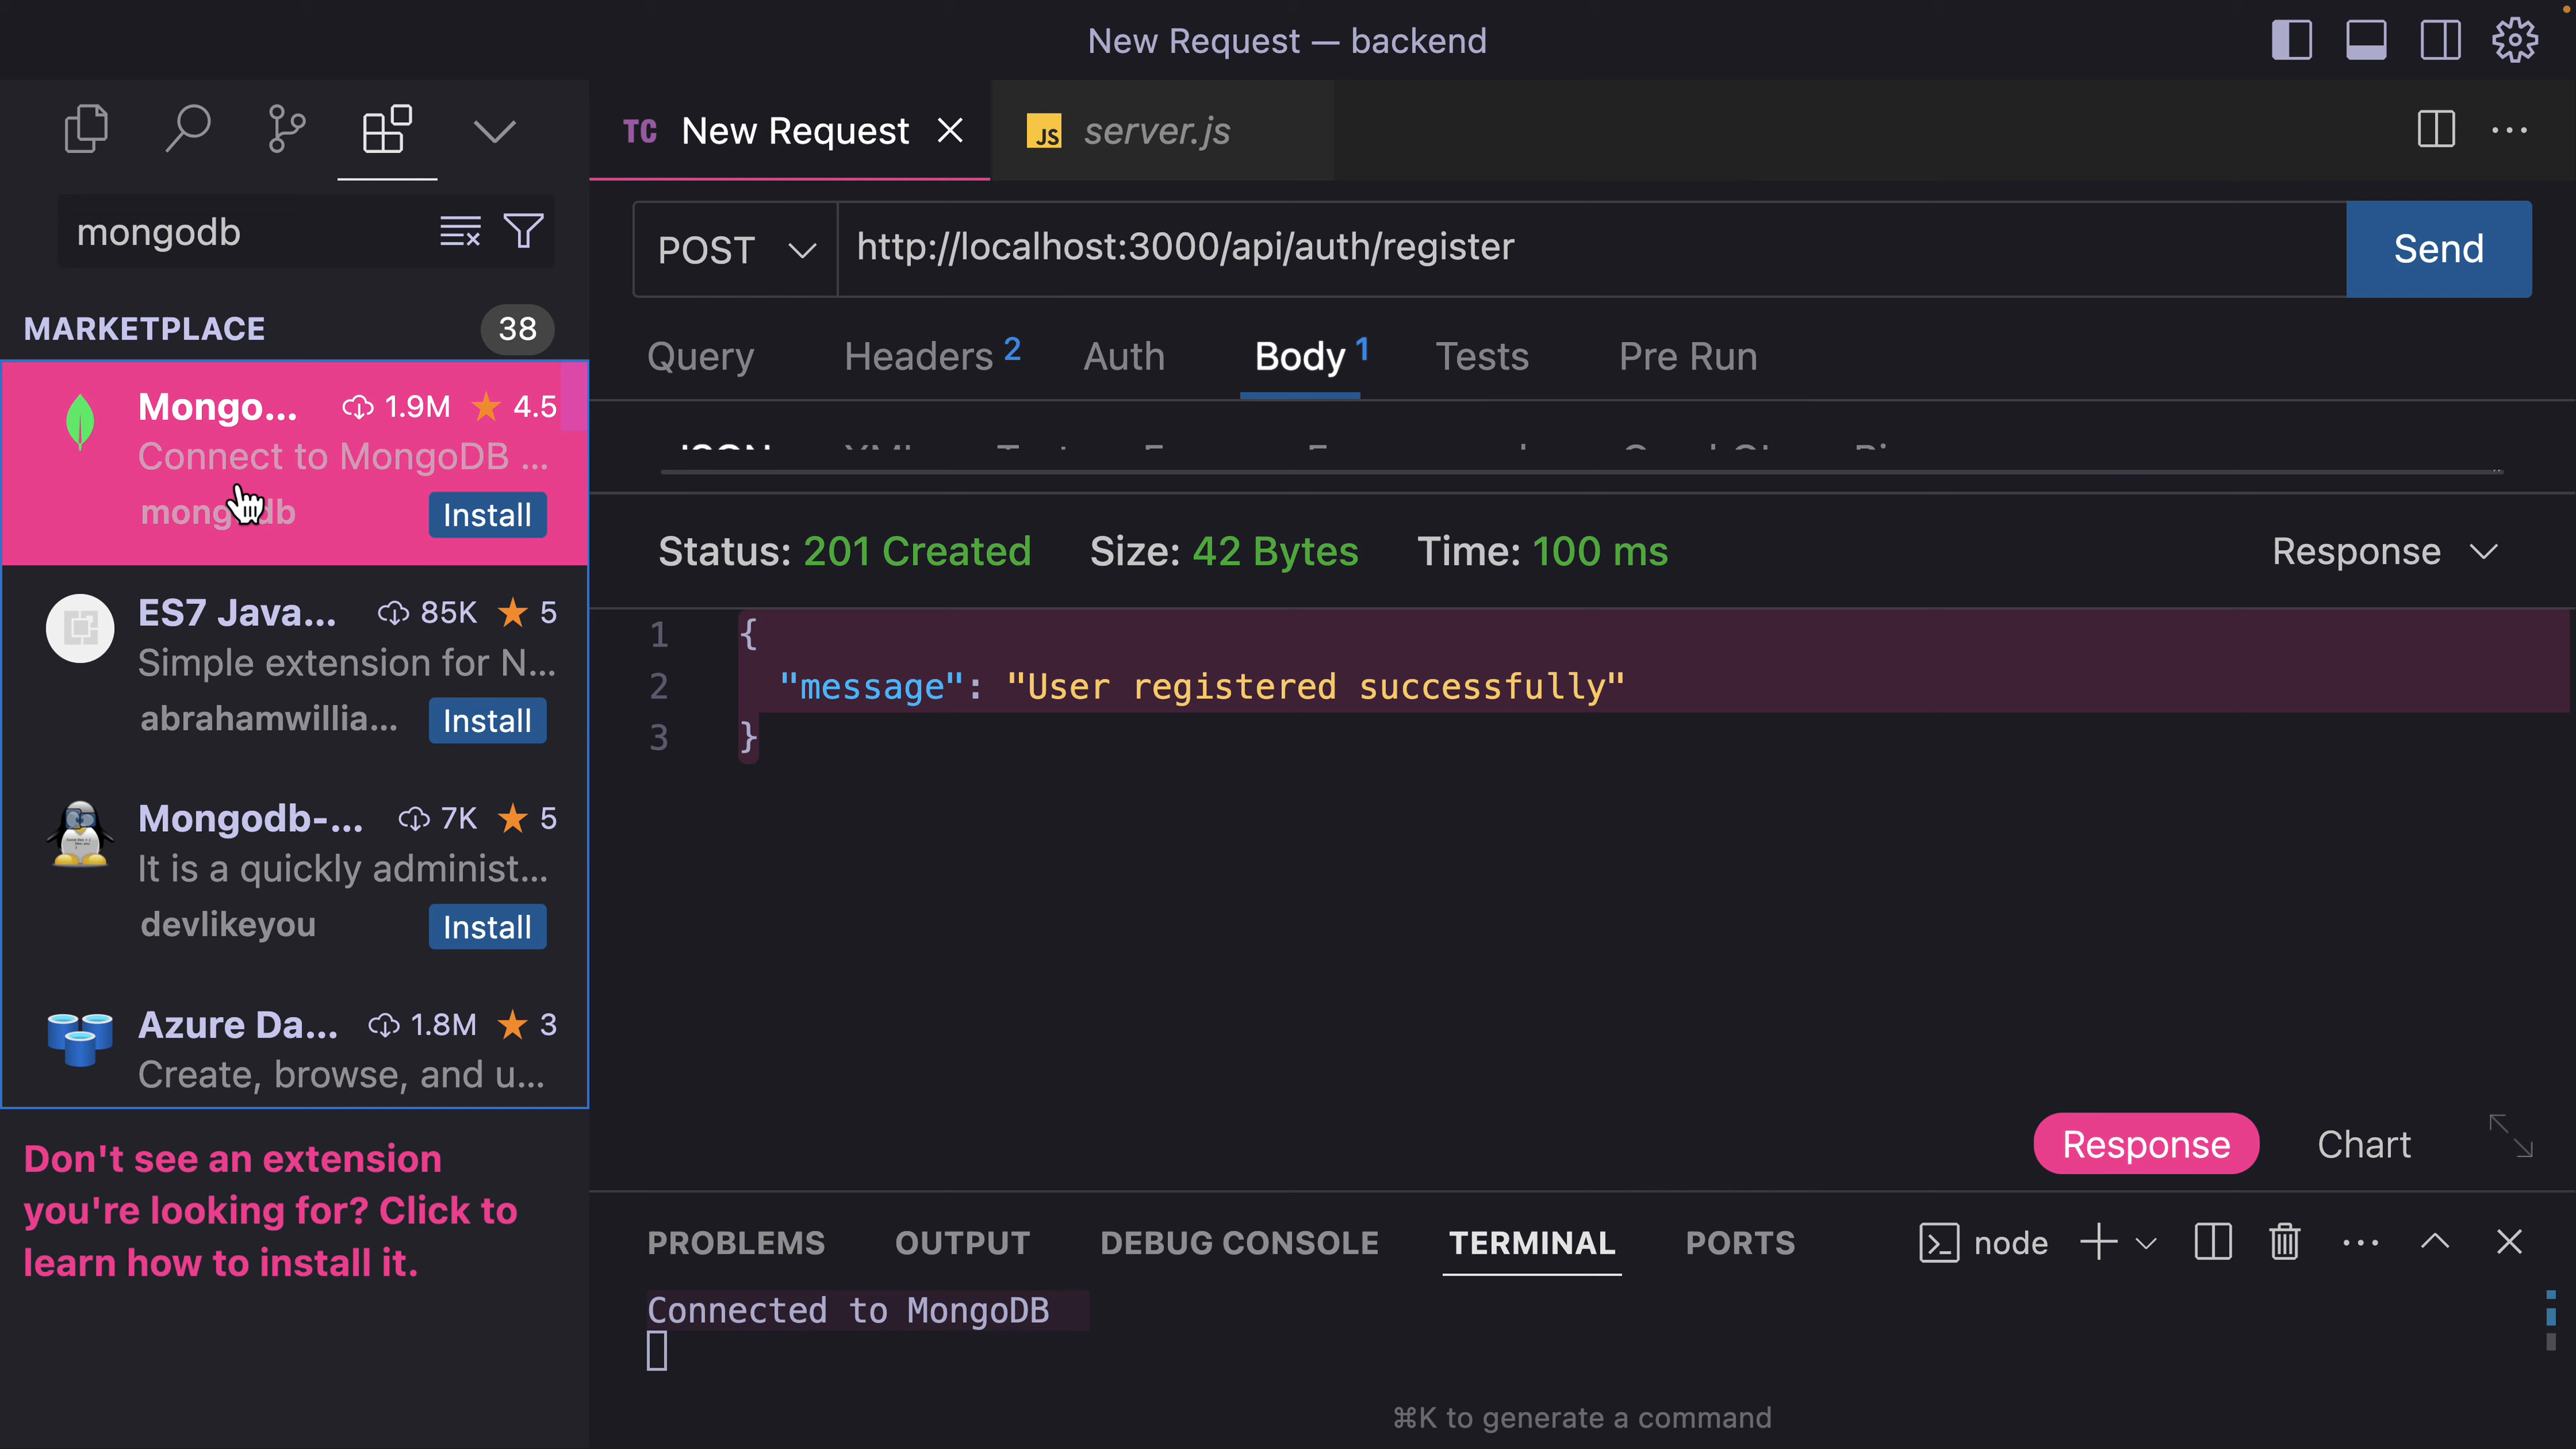 New Request — backend
TC New Request
JS server.js
mongodb
POST http://localhost:3000/api/auth/register Send
MARKETPLACE 38
Query Headers 2 Auth Body 1 Tests Pre Run
Mongo... 1.9M 4.5
Connect to MongoDB ...
Install
ES7 Java... 85K 5
Simple extension for N...
abrahamwillia... Install
Mongodb-... 7K 5
It is a quickly administ...
devlikeyou Install
Azure Da... 1.8M 3
Create, browse, and u...
Don't see an extension
you're looking for? Click to
learn how to install it.
Status: 201 Created Size: 42 Bytes Time: 100 ms Response
1 {
2 "message": "User registered successfully"
3 }
Response Chart
PROBLEMS OUTPUT DEBUG CONSOLE TERMINAL PORTS node
Connected to MongoDB
⌘K to generate a command